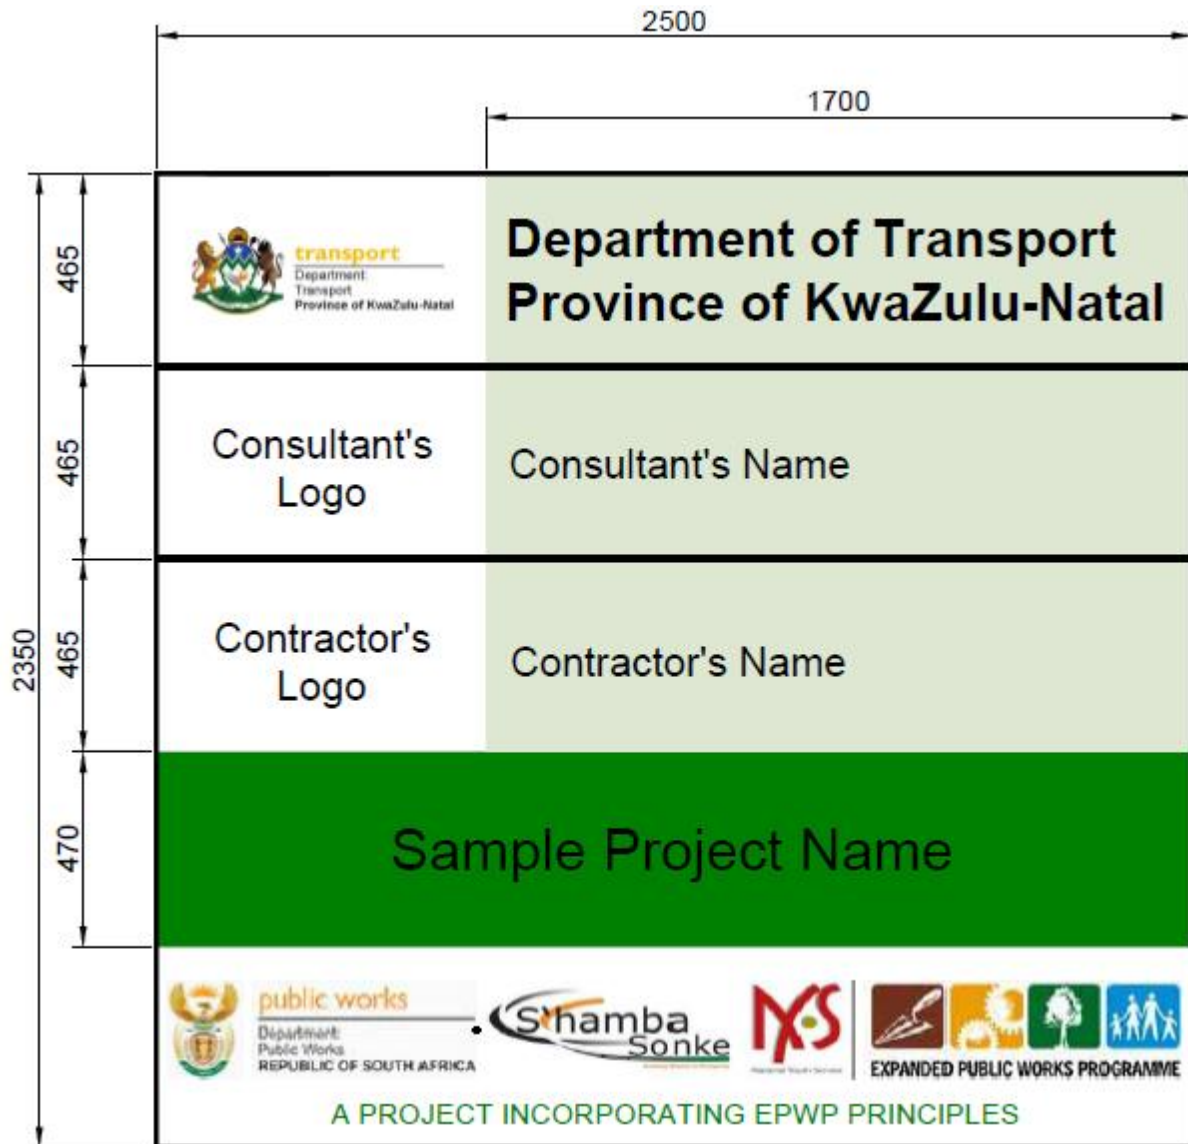 2500
1700
465
transport
Department:
Transport
Province of KwaZulu-Natal
Department of Transport
Province of KwaZulu-Natal
465
Consultant's
Logo
Consultant's Name
2350
465
Contractor's
Logo
Contractor's Name
470
Sample Project Name
public works
Department:
Public Works
REPUBLIC OF SOUTH AFRICA
S'hamba
Sonke
NYS
EXPANDED PUBLIC WORKS PROGRAMME
A PROJECT INCORPORATING EPWP PRINCIPLES